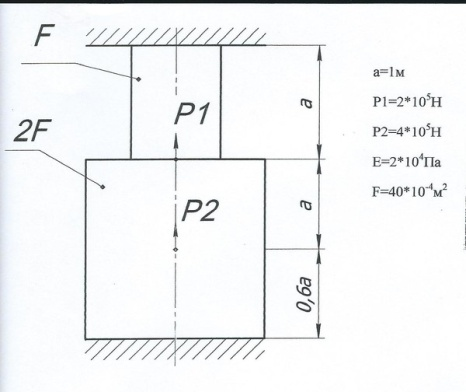 F
a=1м
P1
P1=2*10⁵Н
a
2F
P2=4*10⁵Н
E=2*10⁴Па
P2
F=40*10⁻⁴м²
a
0,6a